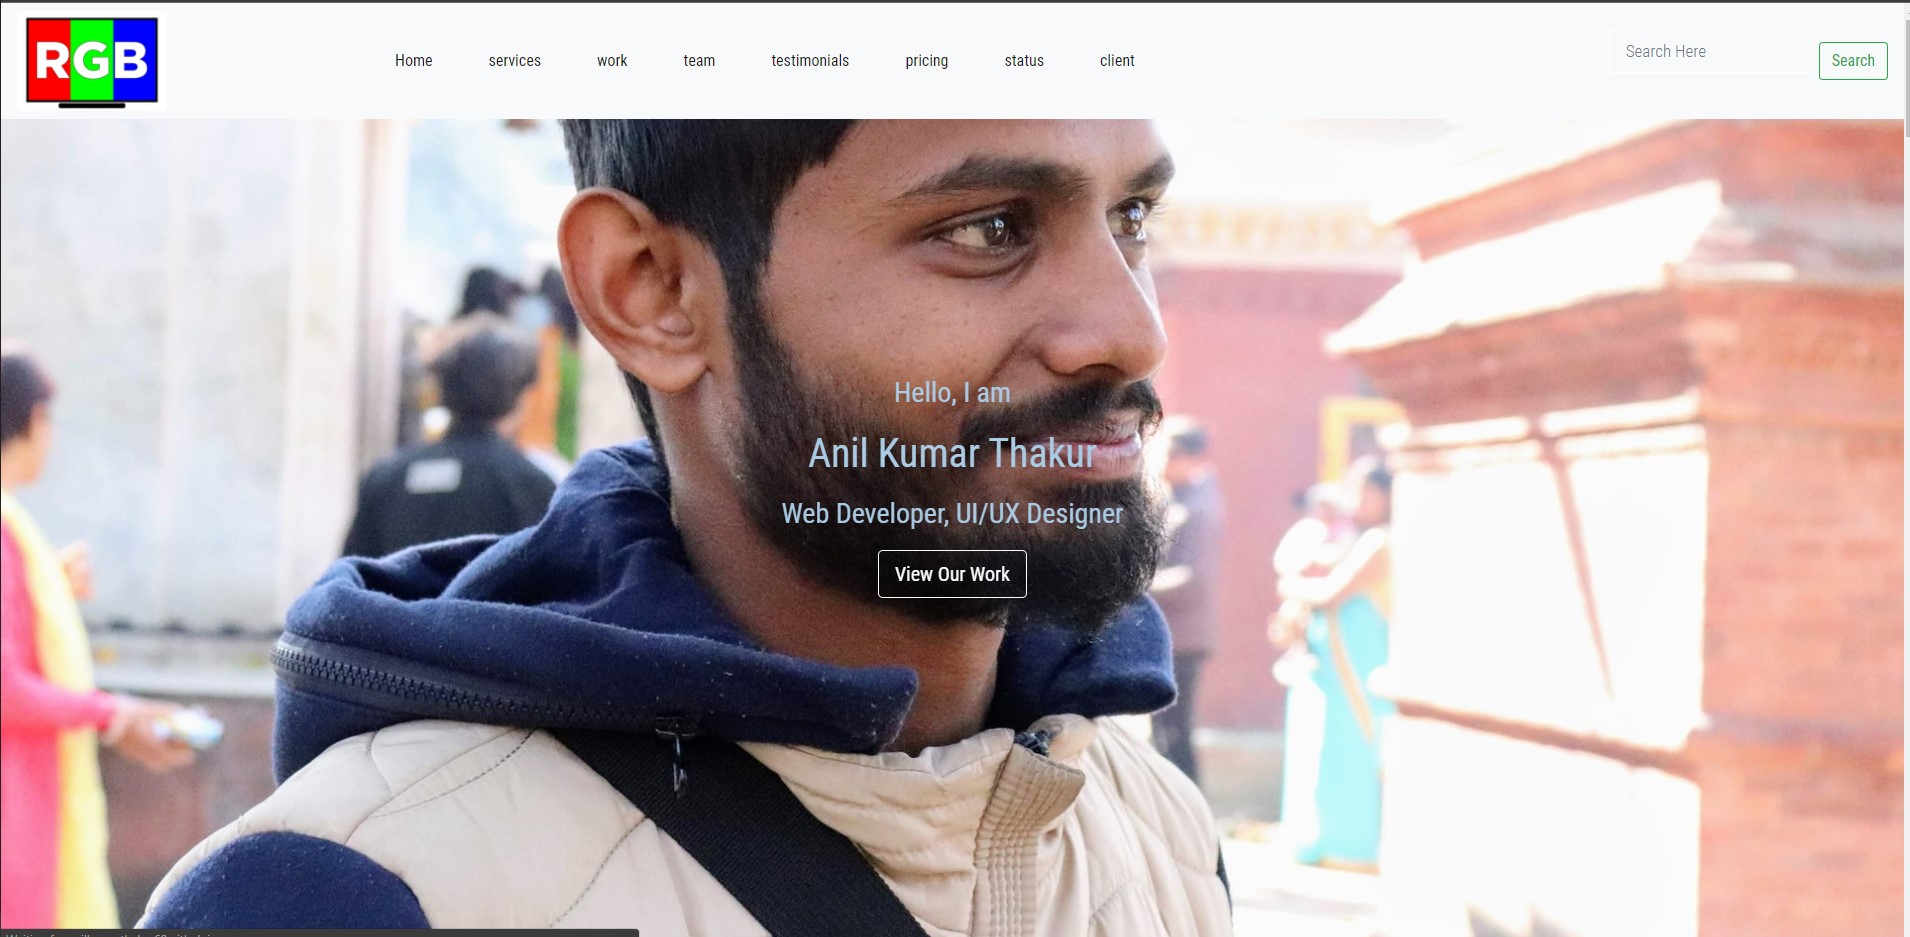 RGB
Home services work team testimonials pricing status client
Search Here
Search
Hello, I am
Anil Kumar Thakur
Web Developer, UI/UX Designer
View Our Work